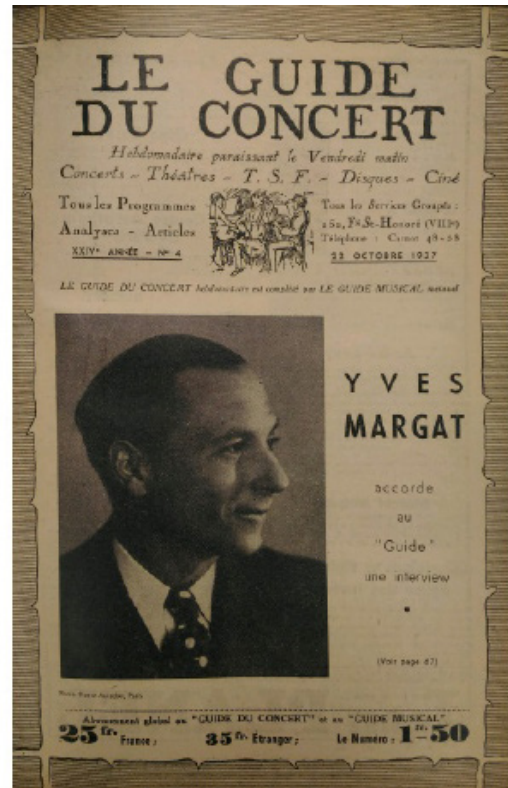 LE GUIDE
DU CONCERT
Hebdomadaire paraissant le Vendredi matin
Concerts - Théâtres - T. S. F. - Disques - Ciné
Tous les Programmes
Analyses - Articles
XXIVe ANNÉE - No 4
Tous les Services Groupés :
252, Fg St-Honoré (VIIIe)
Téléphone : Carnot 48-28
22 OCTOBRE 1937
LE GUIDE DU CONCERT hebdomadaire est complété par LE GUIDE MUSICAL mensuel
YVES
MARGAT
accorde
au
"Guide"
une interview
(Voir page 67)
Paris
Abonnement global au "GUIDE DU CONCERT" et au "GUIDE MUSICAL"
25 fr. France ; 35 fr. Étranger ; Le Numéro : 1 fr. 50